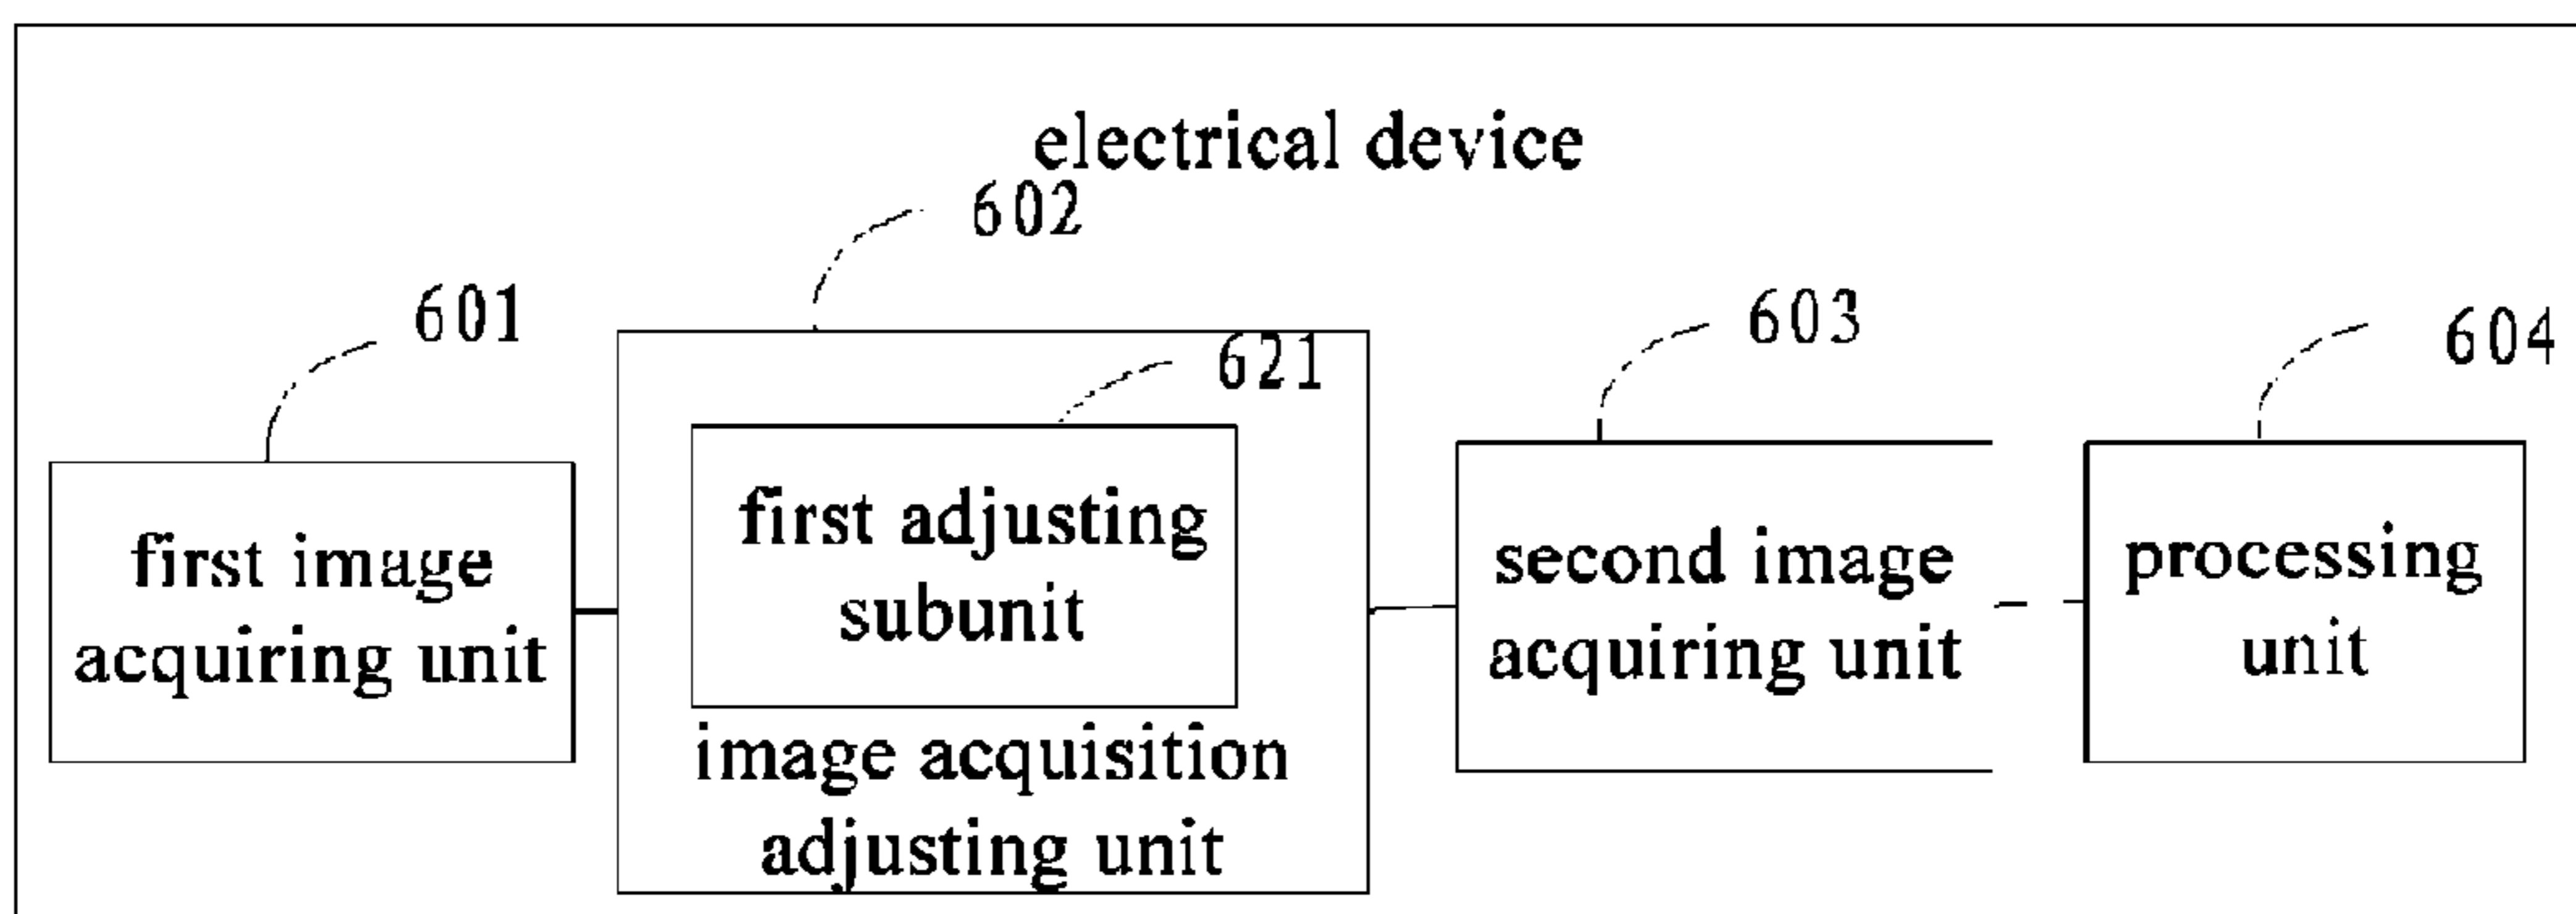 electrical device
602
601
603
604
621
first adjusting
subunit
first image
acquiring unit
image acquisition
adjusting unit
second image
acquiring unit
processing
unit